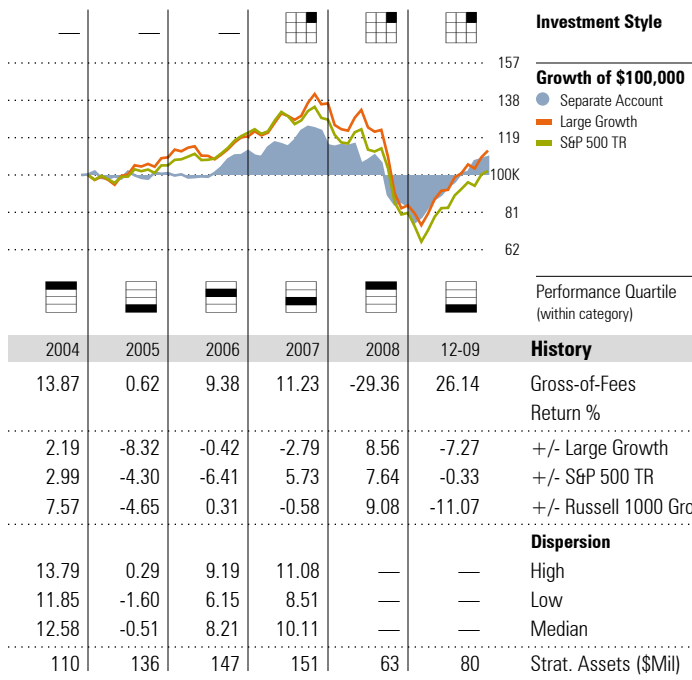 — — — Investment Style
157
Growth of $100,000
138
Separate Account
Large Growth
119
S&P 500 TR
100K
81
62
Performance Quartile
(within category)
2004 2005 2006 2007 2008 12-09 History
13.87 0.62 9.38 11.23 -29.36 26.14 Gross-of-Fees
Return %
2.19 -8.32 -0.42 -2.79 8.56 -7.27 +/- Large Growth
2.99 -4.30 -6.41 5.73 7.64 -0.33 +/- S&P 500 TR
7.57 -4.65 0.31 -0.58 9.08 -11.07 +/- Russell 1000 Gro
Dispersion
13.79 0.29 9.19 11.08 — — High
11.85 -1.60 6.15 8.51 — — Low
12.58 -0.51 8.21 10.11 — — Median
110 136 147 151 63 80 Strat. Assets ($Mil)